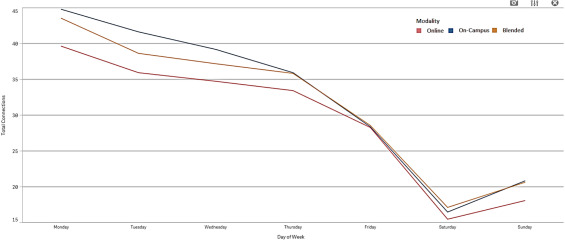 Modality
Online On-Campus Blended
45
40
35
30
25
20
15
Total Connections
Monday Tuesday Wednesday Thursday Friday Saturday Sunday
Day of Week